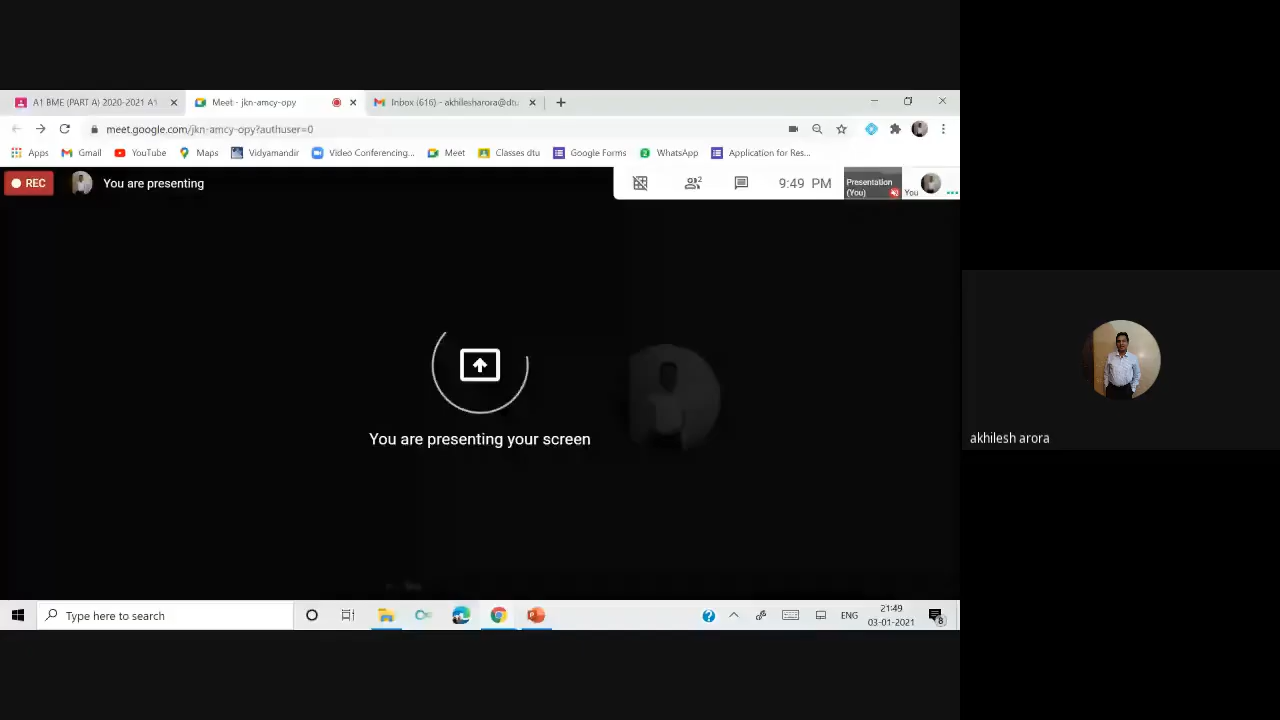 A1 BME (PART A) 2020-2021 A1
Meet - jkn-amcy-opy
Inbox (616) - akhilesharora@dtu.
meet.google.com/jkn-amcy-opy?authuser=0
Apps
Gmail
YouTube
Maps
Vidyamandir
Video Conferencing...
Meet
Classes dtu
Google Forms
WhatsApp
Application for Res...
REC
You are presenting
2
9:49 PM
Presentation
(You)
You
You are presenting your screen
akhilesh arora
Type here to search
ENG
21:49
03-01-2021
8